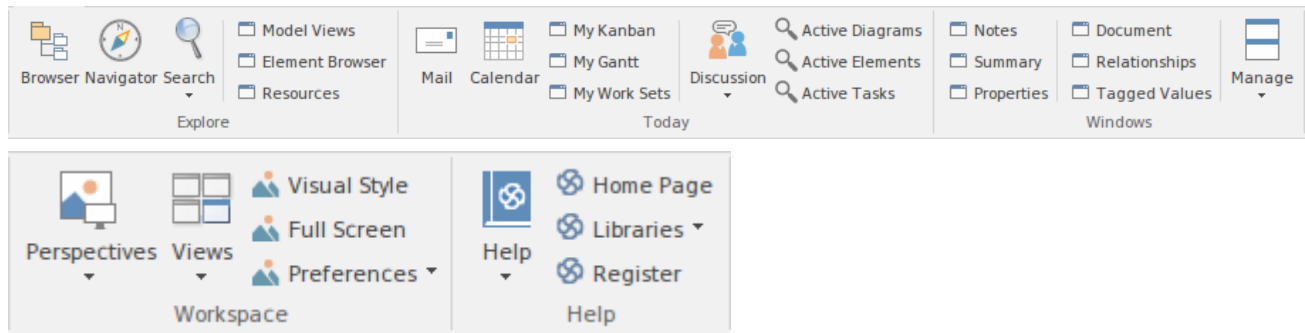 Browser Navigator Search
Model Views
Element Browser
Resources
Explore
Mail Calendar
My Kanban
My Gantt
My Work Sets
Discussion
Active Diagrams
Active Elements
Active Tasks
Today
Notes
Summary
Properties
Document
Relationships
Tagged Values
Manage
Windows
Perspectives Views
Visual Style
Full Screen
Preferences
Workspace
Help
Home Page
Libraries
Register
Help